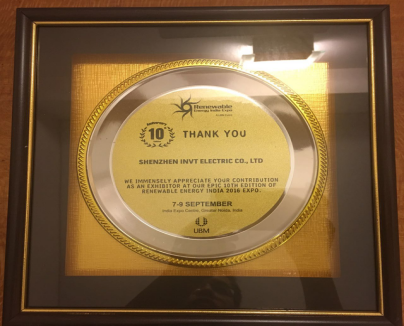 Renewable
Energy India Expo
Anniversary
10th
THANK YOU
SHENZHEN INVT ELECTRIC CO., LTD
WE IMMENSELY APPRECIATE YOUR CONTRIBUTION
AS AN EXHIBITOR AT OUR EPIC 10TH EDITION OF
RENEWABLE ENERGY INDIA 2016 EXPO.
7-9 SEPTEMBER
India Expo Centre, Greater Noida, India
UBM